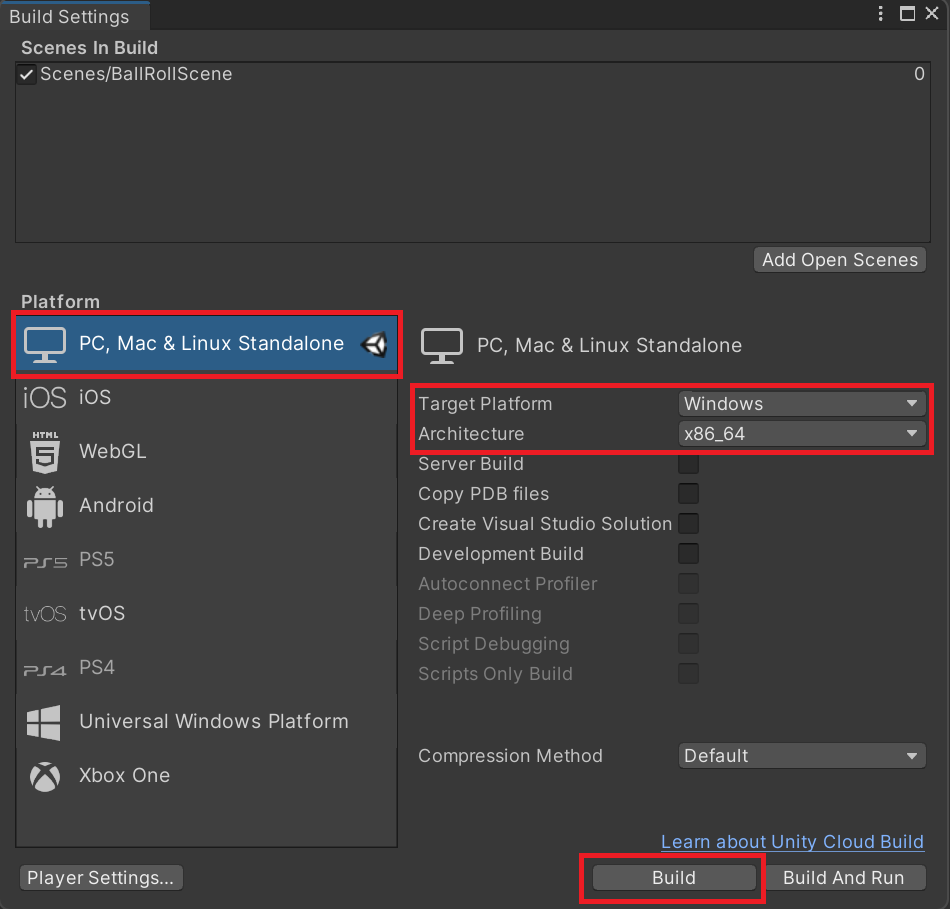 Build Settings
Scenes In Build
Scenes/BallRollScene 0
Add Open Scenes
Platform
PC, Mac & Linux Standalone
iOS iOS
HTML 5 WebGL
Android
PS5 PS5
tvOS tvOS
PS4 PS4
Universal Windows Platform
Xbox One
PC, Mac & Linux Standalone
Target Platform Windows
Architecture x86_64
Server Build
Copy PDB files
Create Visual Studio Solution
Development Build
Autoconnect Profiler
Deep Profiling
Script Debugging
Scripts Only Build
Compression Method Default
Learn about Unity Cloud Build
Player Settings... Build Build And Run